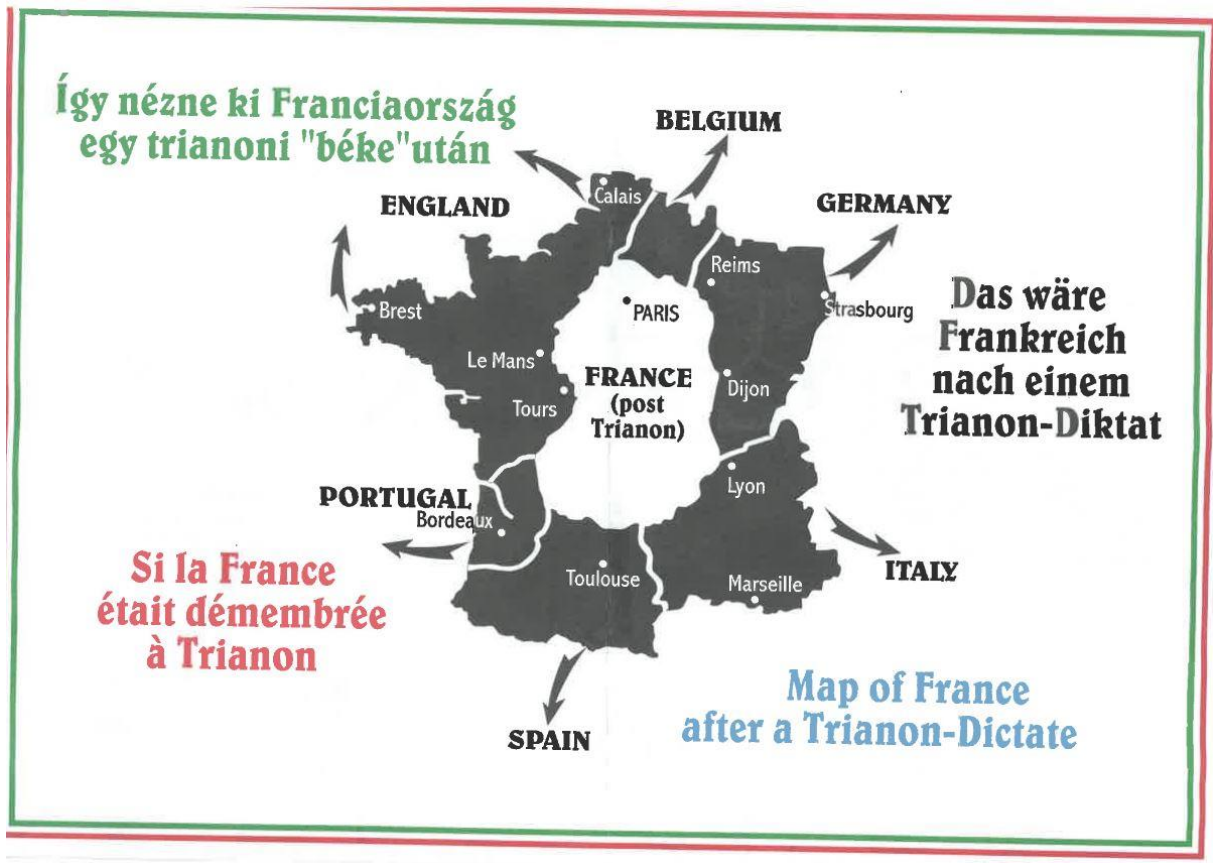 Így nézne ki Franciaország
egy trianoni "béke"után
BELGIUM
ENGLAND
GERMANY
Calais
Reims
Strasbourg
Brest
PARIS
Das wäre
Frankreich
nach einem
Trianon-Diktat
Le Mans
Tours
FRANCE
(post
Trianon)
Dijon
Lyon
PORTUGAL
Bordeaux
Toulouse
Marseille
ITALY
Si la France
était démembrée
à Trianon
SPAIN
Map of France
after a Trianon-Dictate